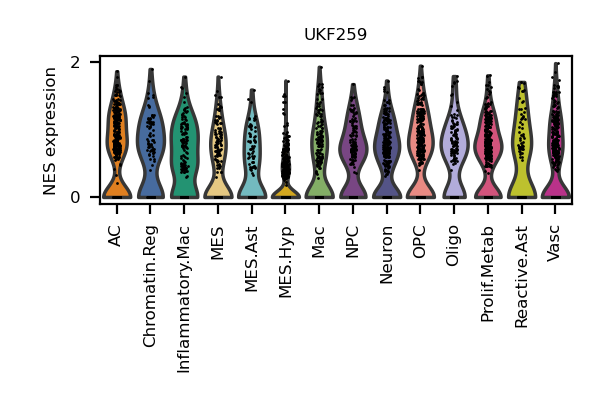 UKF259
NES expression
2
0
AC
Chromatin.Reg
Inflammatory.Mac
MES
MES.Ast
MES.Hyp
Mac
NPC
Neuron
OPC
Oligo
Prolif.Metab
Reactive.Ast
Vasc